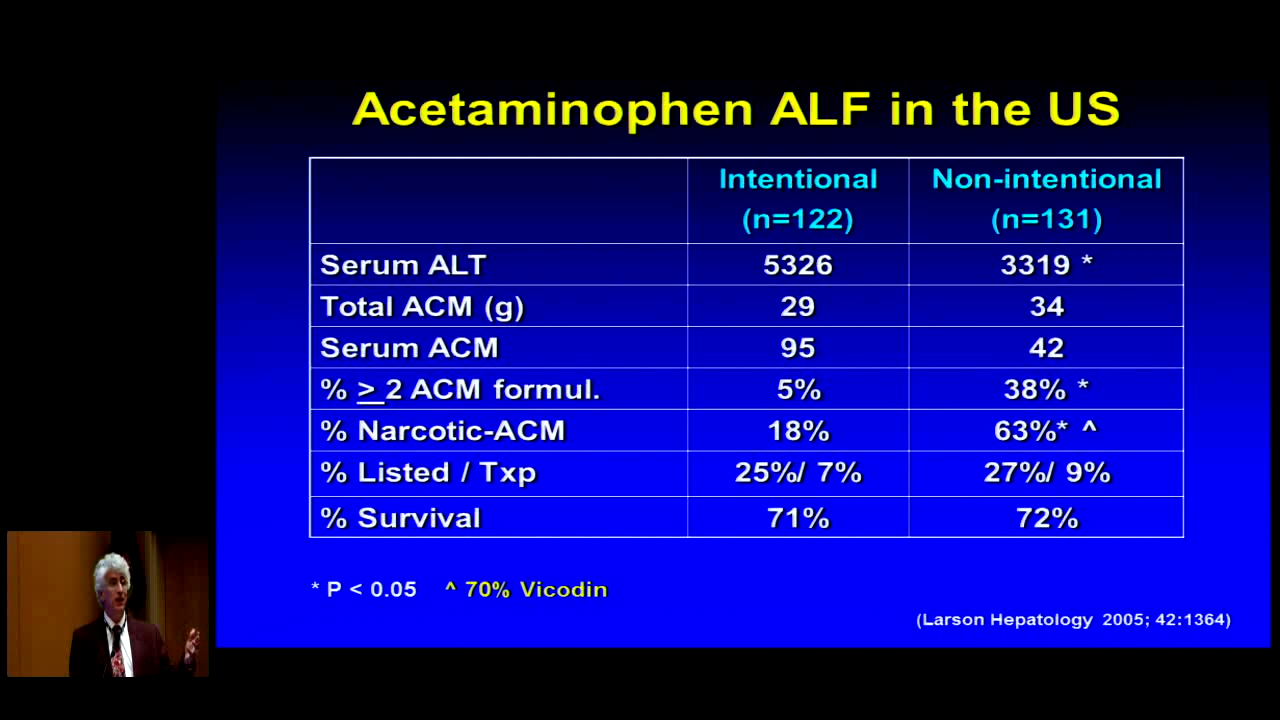 Acetaminophen ALF in the US
Intentional Non-intentional
(n=122) (n=131)
Serum ALT 5326 3319 *
Total ACM (g) 29 34
Serum ACM 95 42
% > 2 ACM formul. 5% 38% *
% Narcotic-ACM 18% 63%* ^
% Listed / Txp 25%/ 7% 27%/ 9%
% Survival 71% 72%
* P < 0.05 ^ 70% Vicodin
(Larson Hepatology 2005; 42:1364)